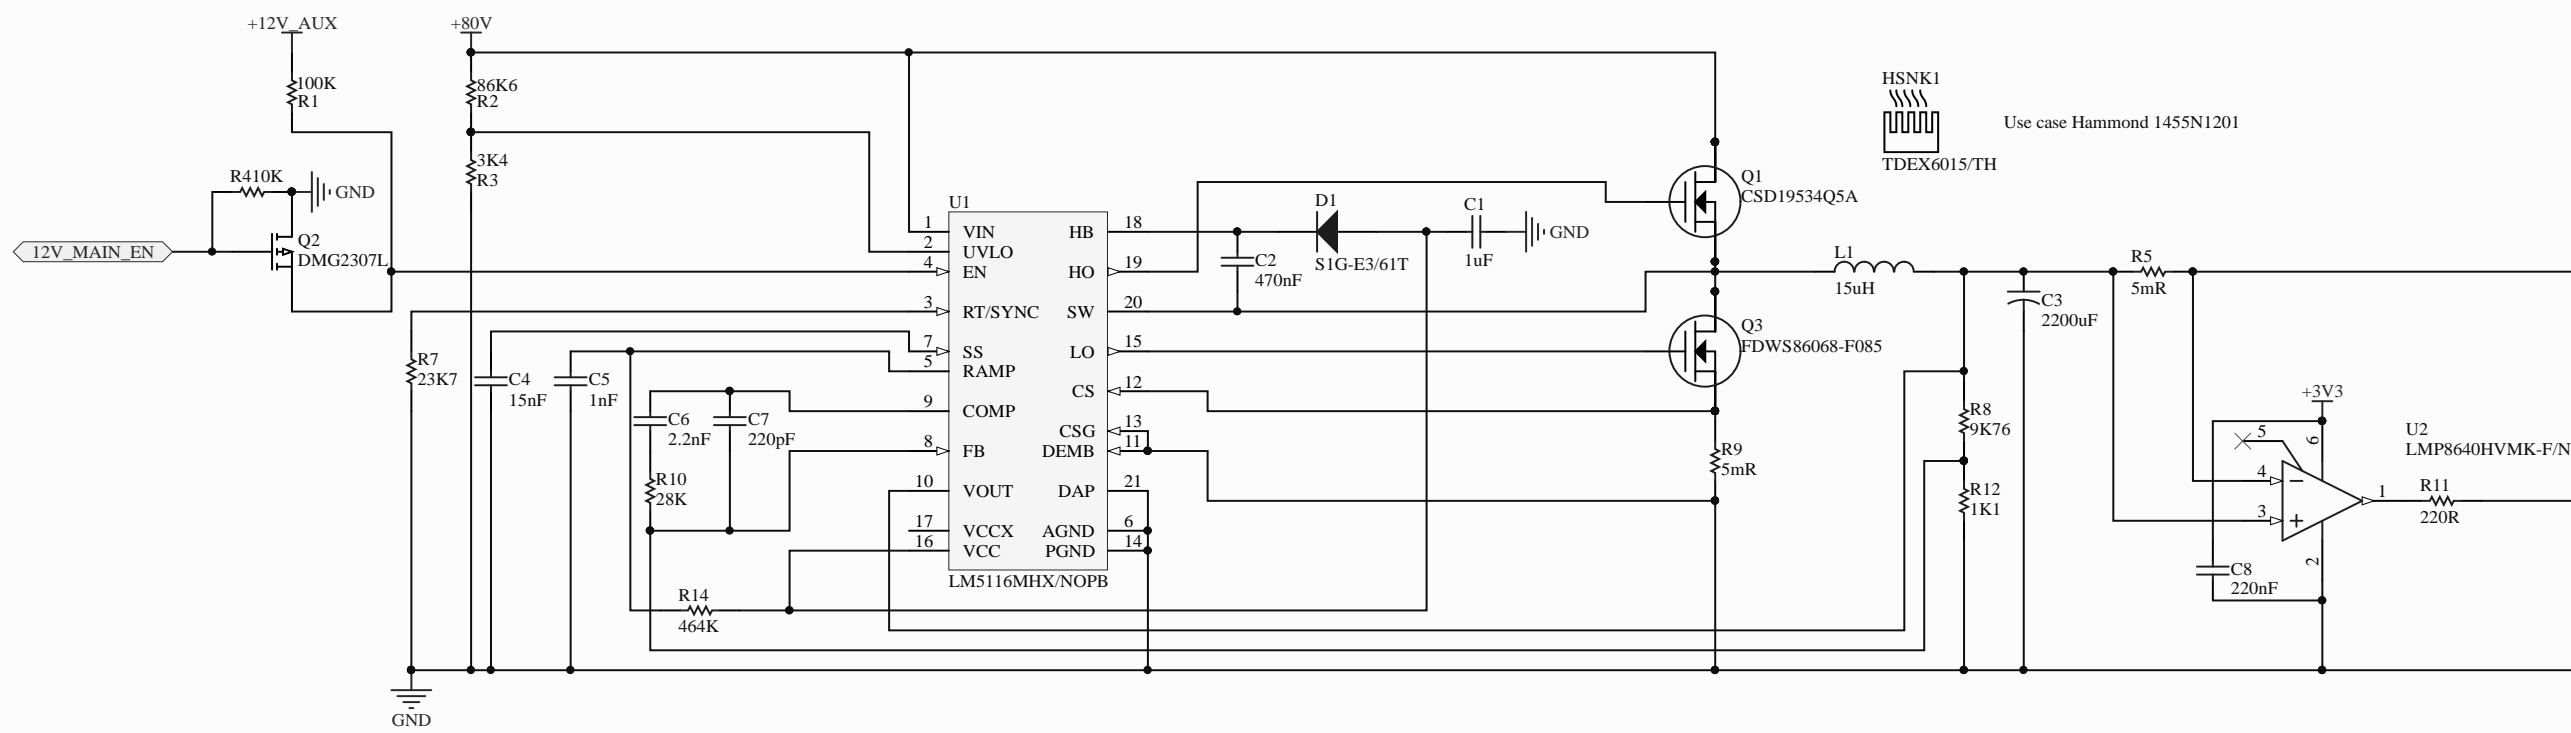 +12V_AUX
+80V
100K
R1
86K6
R2
3K4
R3
R410K
GND
12V_MAIN_EN
Q2
DMG2307L
U1
1 VIN
2 UVLO
4 EN
3 RT/SYNC
7 SS
5 RAMP
9 COMP
8 FB
10 VOUT
17 VCCX
16 VCC
HB 18
HO 19
SW 20
LO 15
CS 12
CSG 13
DEMB 11
DAP 21
AGND 6
PGND 14
LM5116MHX/NOPB
R7
23K7
C4
15nF
C5
1nF
C6
2.2nF
C7
220pF
R10
28K
R14
464K
GND
D1
S1G-E3/61T
C2
470nF
C1
1uF
GND
Q1
CSD19534Q5A
Q3
FDWS86068-F085
R9
5mR
HSNK1
TDEX6015/TH
Use case Hammond 1455N1201
L1
15uH
C3
2200uF
R5
5mR
R8
9K76
R12
1K1
+3V3
U2
LMP8640HVMK-F/N
5
6
4
3
1
2
R11
220R
C8
220nF